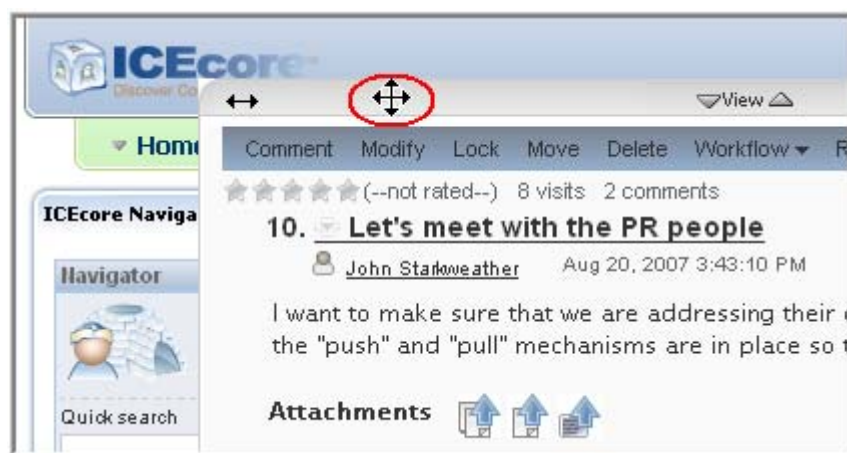 ICEcore
Discover Co
View
Home
Comment Modify Lock Move Delete Workflow R
(--not rated--) 8 visits 2 comments
ICEcore Naviga
10. Let's meet with the PR people
John Starkweather Aug 20, 2007 3:43:10 PM
Navigator
I want to make sure that we are addressing their
the "push" and "pull" mechanisms are in place so t
Attachments
Quick search